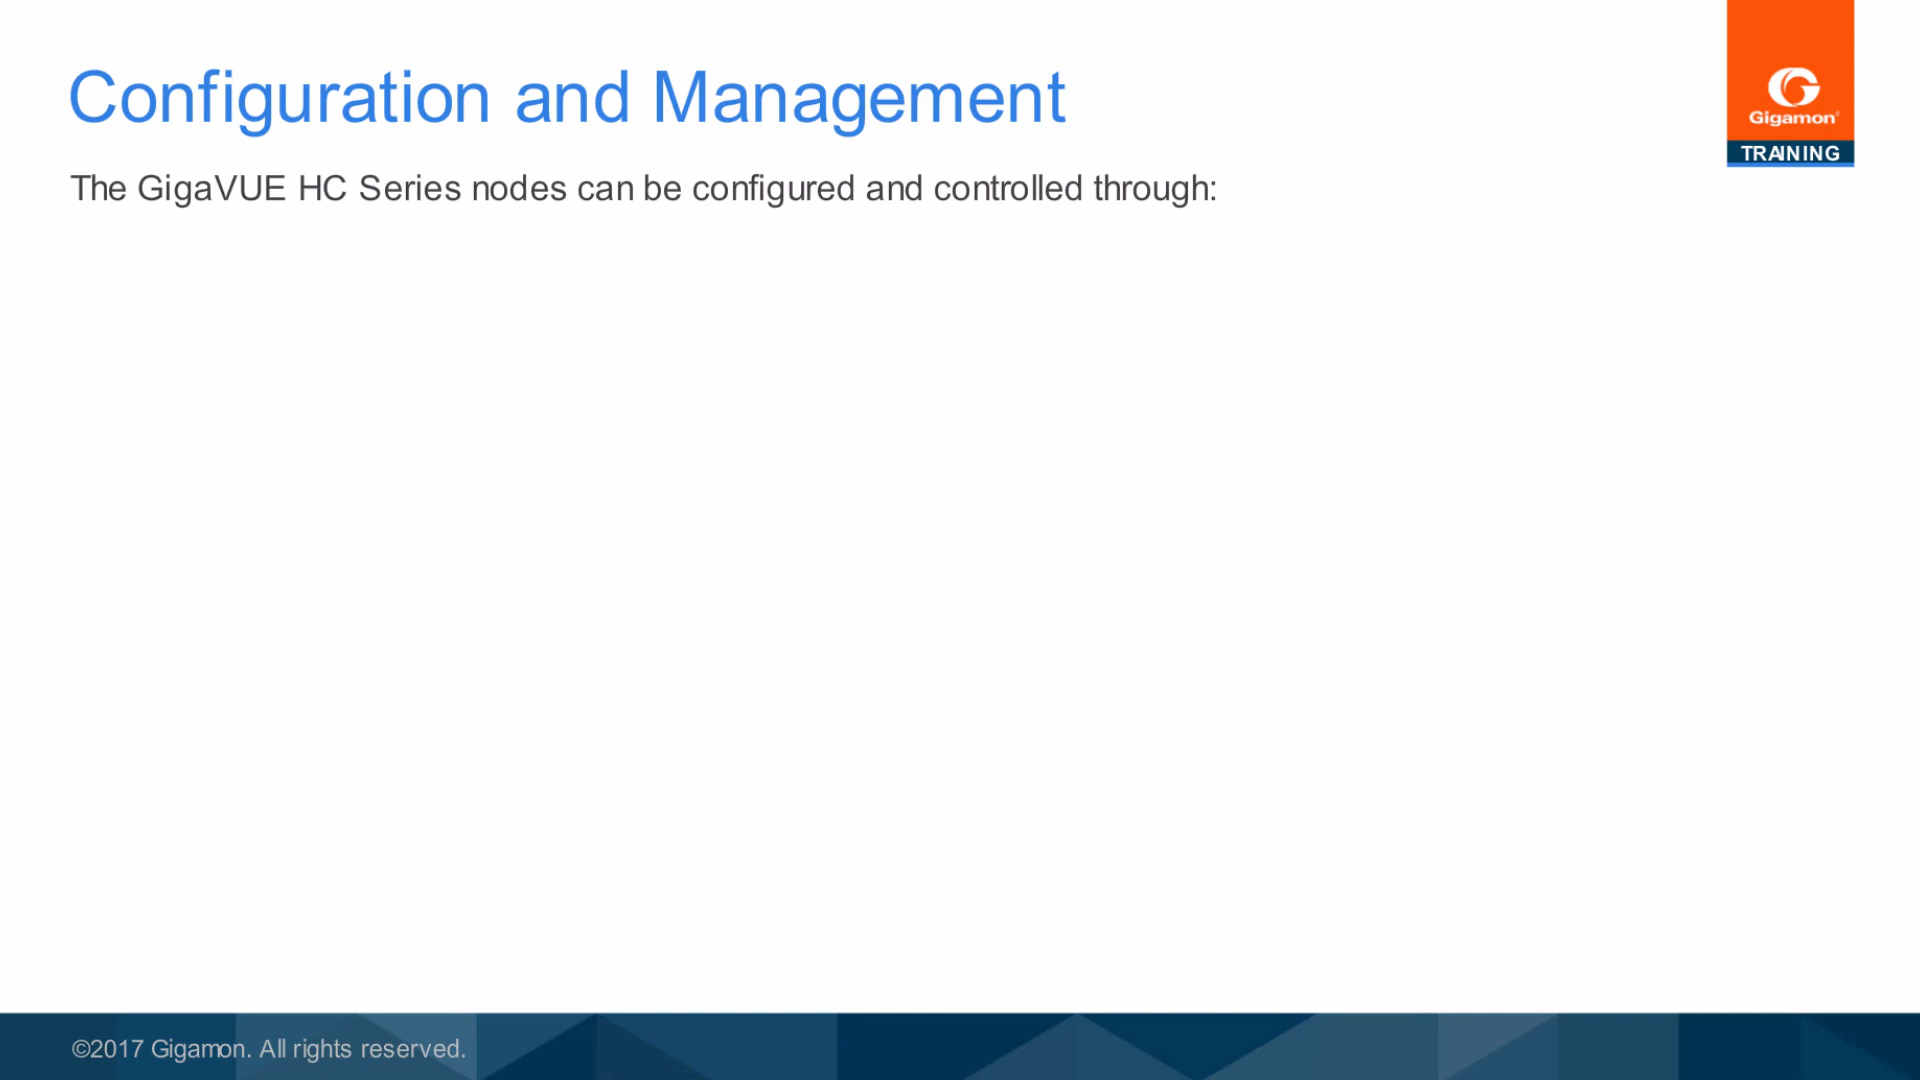 Configuration and Management
Gigamon®
TRAINING
The GigaVUE HC Series nodes can be configured and controlled through:
©2017 Gigamon. All rights reserved.